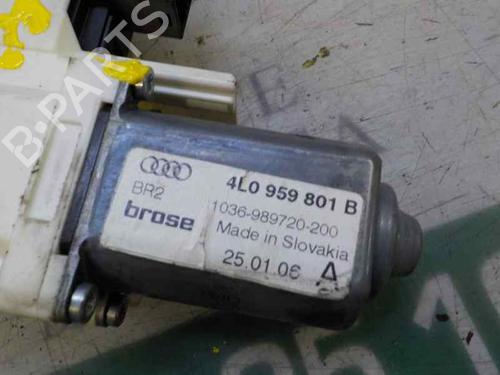 B-PARTS
4L0 959 801 B
BR2
brose
1036-989720-200
Made in Slovakia
25.01.06 A